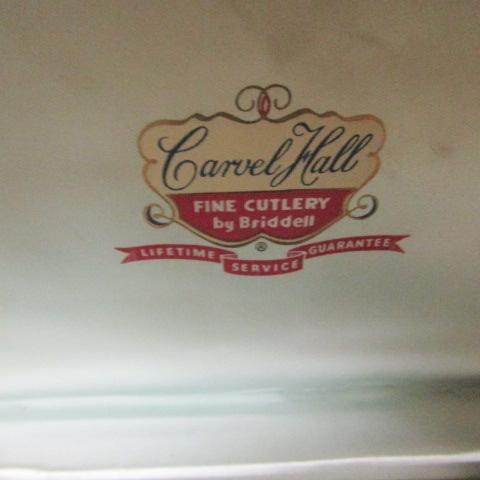 Carvel Hall
FINE CUTLERY
by Briddell
®
LIFETIME SERVICE GUARANTEE